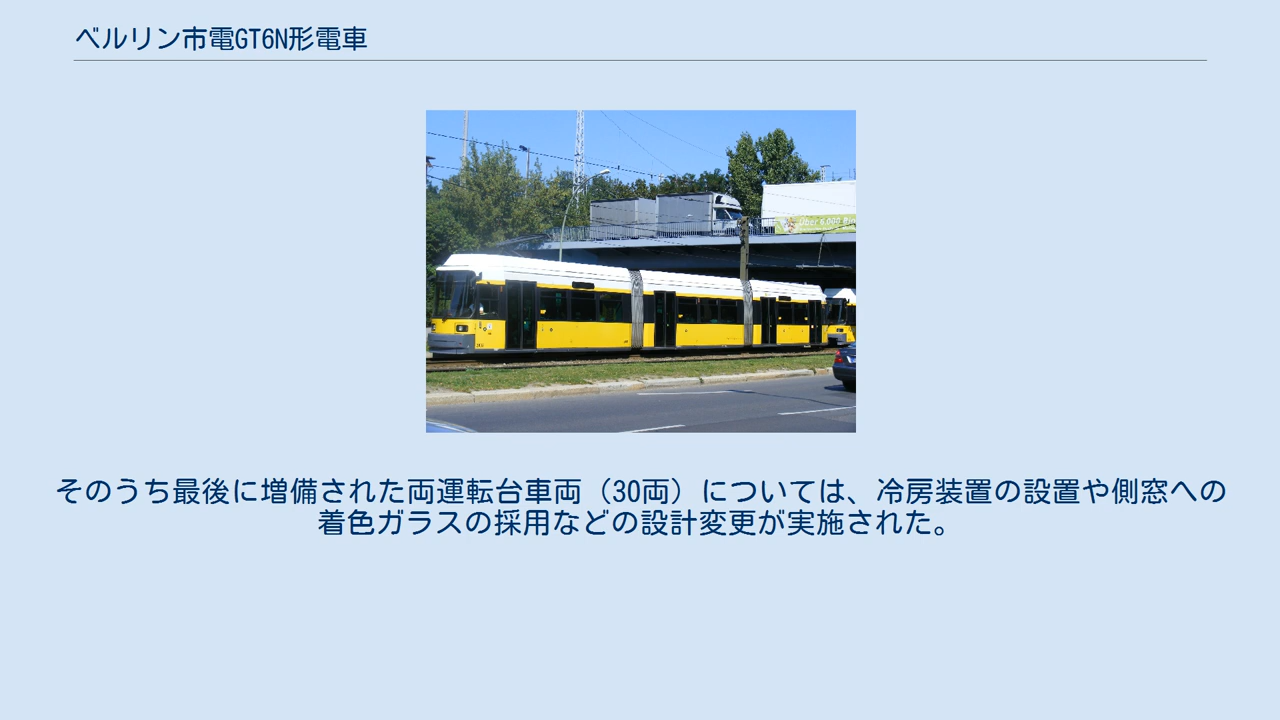 ベルリン市電GT6N形電車
Über 6.000
そのうち最後に増備された両運転台車両（30両）については、冷房装置の設置や側窓への
着色ガラスの採用などの設計変更が実施された。